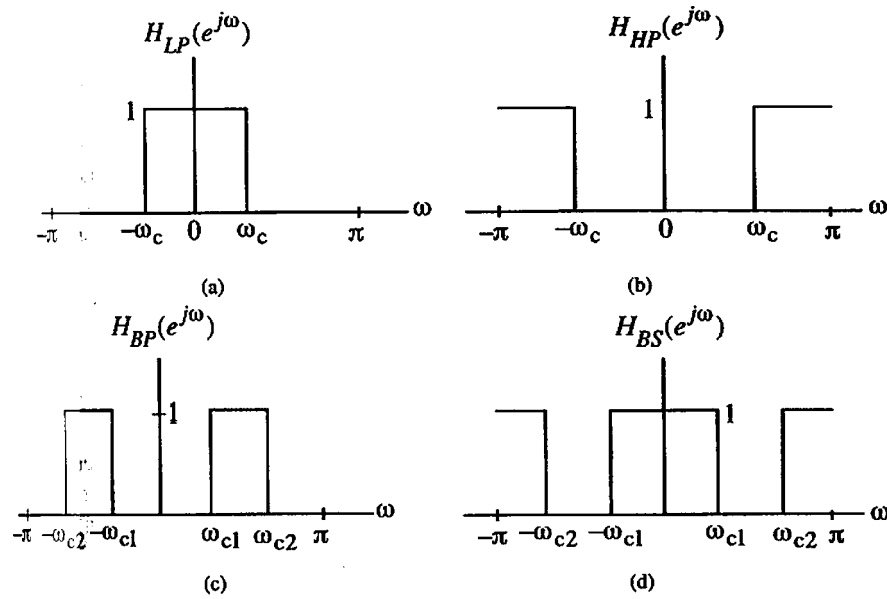 H_{LP}(e^{jω})
1
-π -ω_c 0 ω_c π ω
(a)
H_{HP}(e^{jω})
1
-π -ω_c 0 ω_c π ω
(b)
H_{BP}(e^{jω})
1
-π -ω_{c2} -ω_{c1} ω_{c1} ω_{c2} π ω
(c)
H_{BS}(e^{jω})
1
-π -ω_{c2} -ω_{c1} ω_{c1} ω_{c2} π ω
(d)